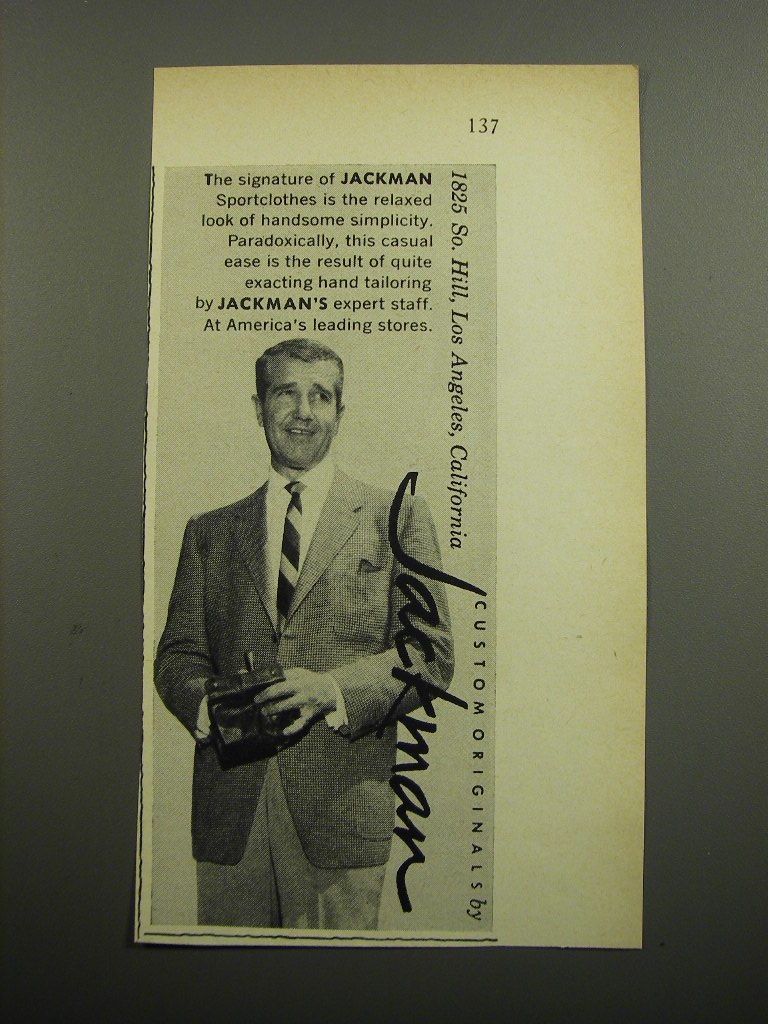 137
The signature of JACKMAN
Sportclothes is the relaxed
look of handsome simplicity.
Paradoxically, this casual
ease is the result of quite
exacting hand tailoring
by JACKMAN'S expert staff.
At America's leading stores.
1825 So. Hill, Los Angeles, California
CUSTOM ORIGINALS by
Jackman